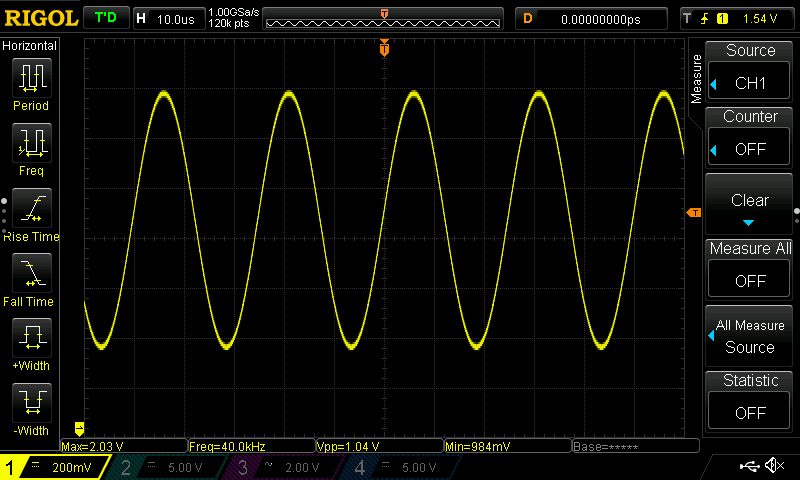 RIGOL T'D H 10.0us 1.00GSa/s 120k pts T D 0.00000000ps T 1 1.54 V
Horizontal
Period
Freq
Rise Time
Fall Time
+Width
-Width
T
T
Measure
Source
CH1
Counter
OFF
Clear
Measure All
OFF
All Measure
Source
Statistic
OFF
Max=2.03 V Freq=40.0kHz Vpp=1.04 V Min=984mV Base=*****
1 200mV 2 5.00 V 3 2.00 V 4 5.00 V